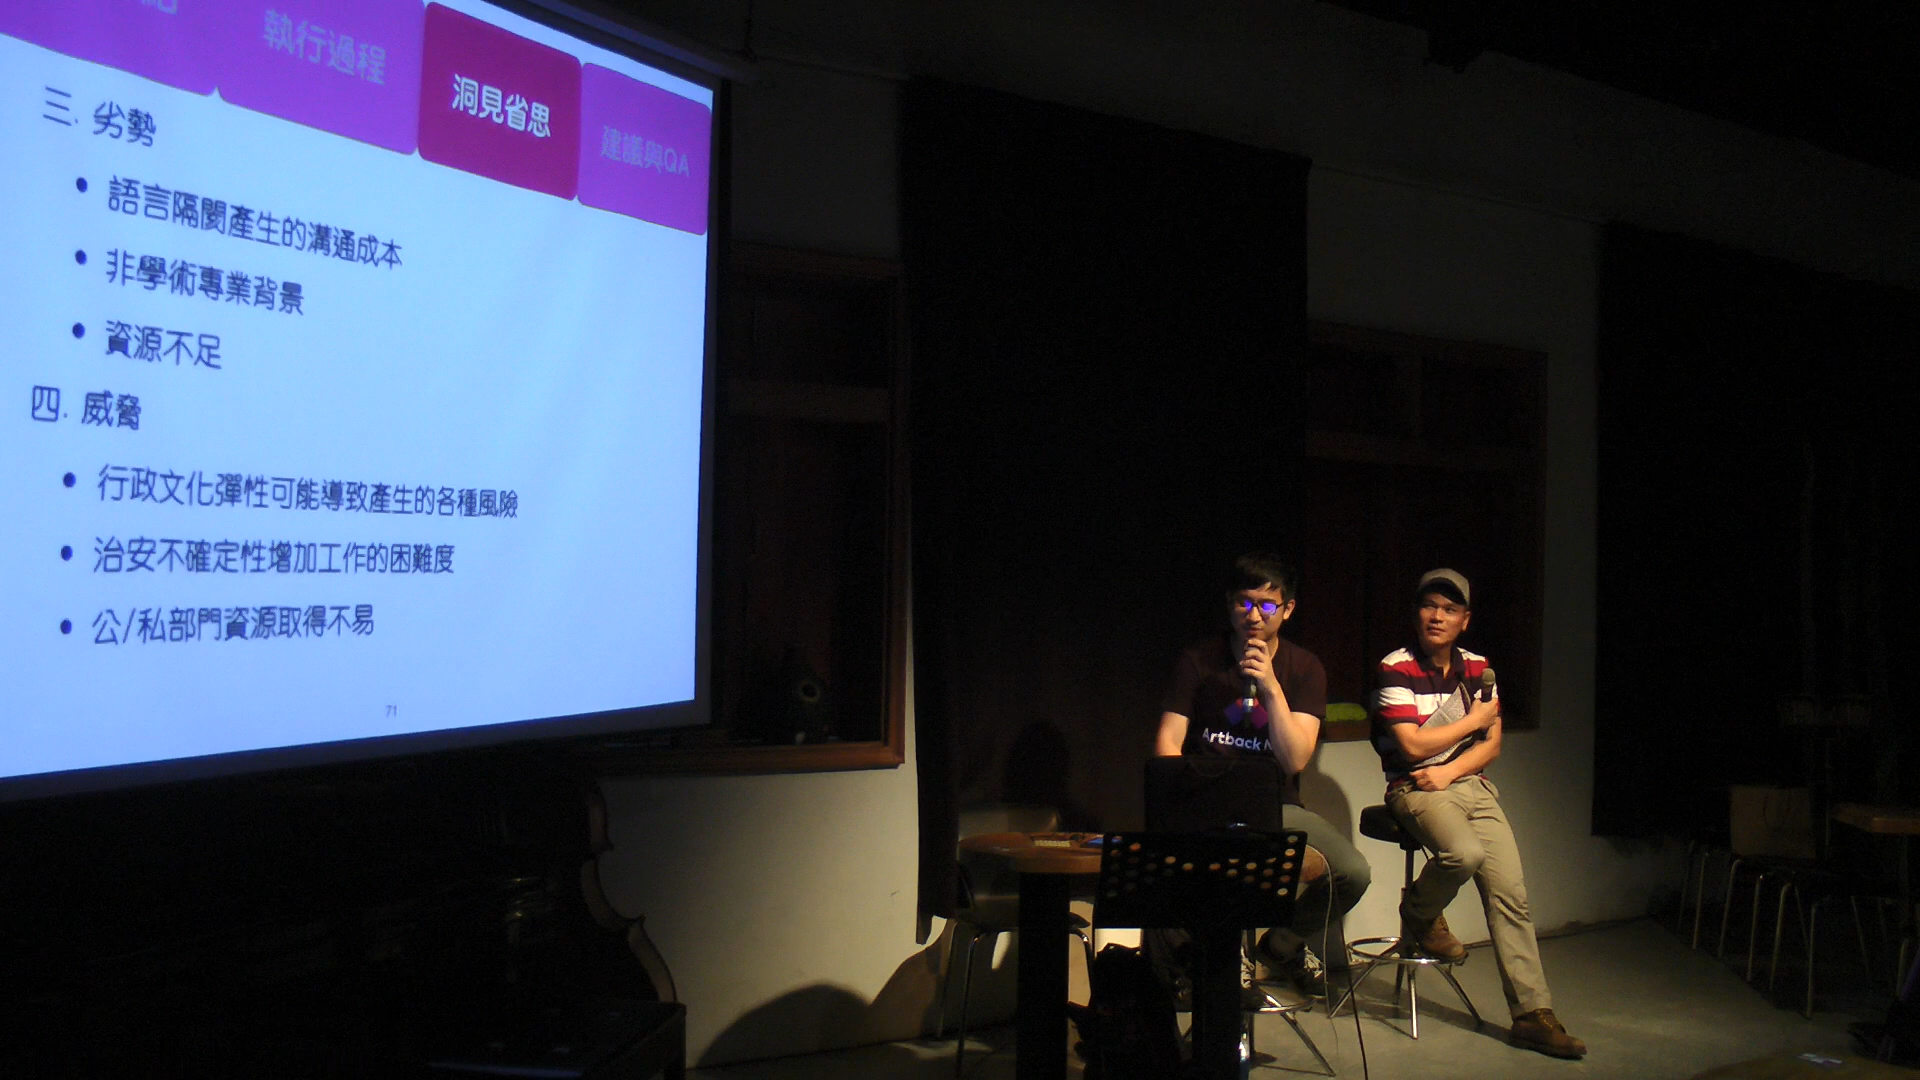 執行過程
洞見省思
建議與QA
三. 劣勢
• 語言隔閡產生的溝通成本
• 非學術專業背景
• 資源不足
四. 威脅
• 行政文化彈性可能導致產生的各種風險
• 治安不確定性增加工作的困難度
• 公/私部門資源取得不易
71
Artback